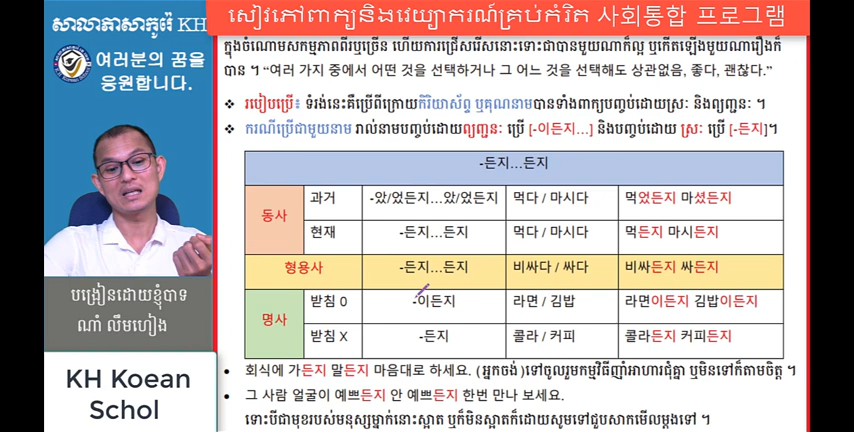 សាលាភាសាកូរ៉េ KH
여러분의 꿈을
응원합니다.
បង្រៀនដោយខ្ញុំបាទ
ណាំ លឹមហៀង
KH Koean
Schol
សៀវភៅពាក្យនិងវេយ្យាករណ៍គ្រប់កំរិត 사회통합 프로그램
ក្នុងចំណោមសកម្មភាពពីរឬច្រើន ហើយការជ្រើសរើសនោះទោះជាបានមួយណាក៏ល្អ ឬកើតឡើងមួយណារឿងក៏
បាន ។ “여러 가지 중에서 어떤 것을 선택하거나 그 어느 것을 선택해도 상관없음, 좋다, 괜찮다.”
❖ របៀបប្រើ៖ ទំរង់នេះគឺប្រើពីក្រោយកិរិយាស័ព្ទ ឬគុណនាមបានទាំងពាក្យបញ្ចប់ដោយស្រៈ និងព្យញ្ជនៈ ។
❖ ករណីប្រើជាមួយនាម រាល់នាមបញ្ចប់ដោយព្យញ្ជនៈ ប្រើ [-이든지...] និងបញ្ចប់ដោយ ស្រៈ ប្រើ [-든지]។
-든지...든지
동사 과거 -았/었든지...았/었든지 먹다 / 마시다 먹었든지 마셨든지
현재 -든지...든지 먹다 / 마시다 먹든지 마시든지
형용사 -든지...든지 비싸다 / 싸다 비싸든지 싸든지
명사 받침 0 -이든지 라면 / 김밥 라면이든지 김밥이든지
받침 X -든지 콜라 / 커피 콜라든지 커피든지
• 회식에 가든지 말든지 마음대로 하세요. (អ្នកចង់) ទៅចូលរួមកម្មវិធីញ៉ាំអាហារជុំគ្នា ឬមិនទៅក៏តាមចិត្ត ។
• 그 사람 얼굴이 예쁘든지 안 예쁘든지 한번 만나 보세요.
ទោះបីជាមុខរបស់មនុស្សម្នាក់នោះស្អាត ឬក៏មិនស្អាតក៏ដោយសូមទៅជួបសាកមើលម្តងទៅ ។